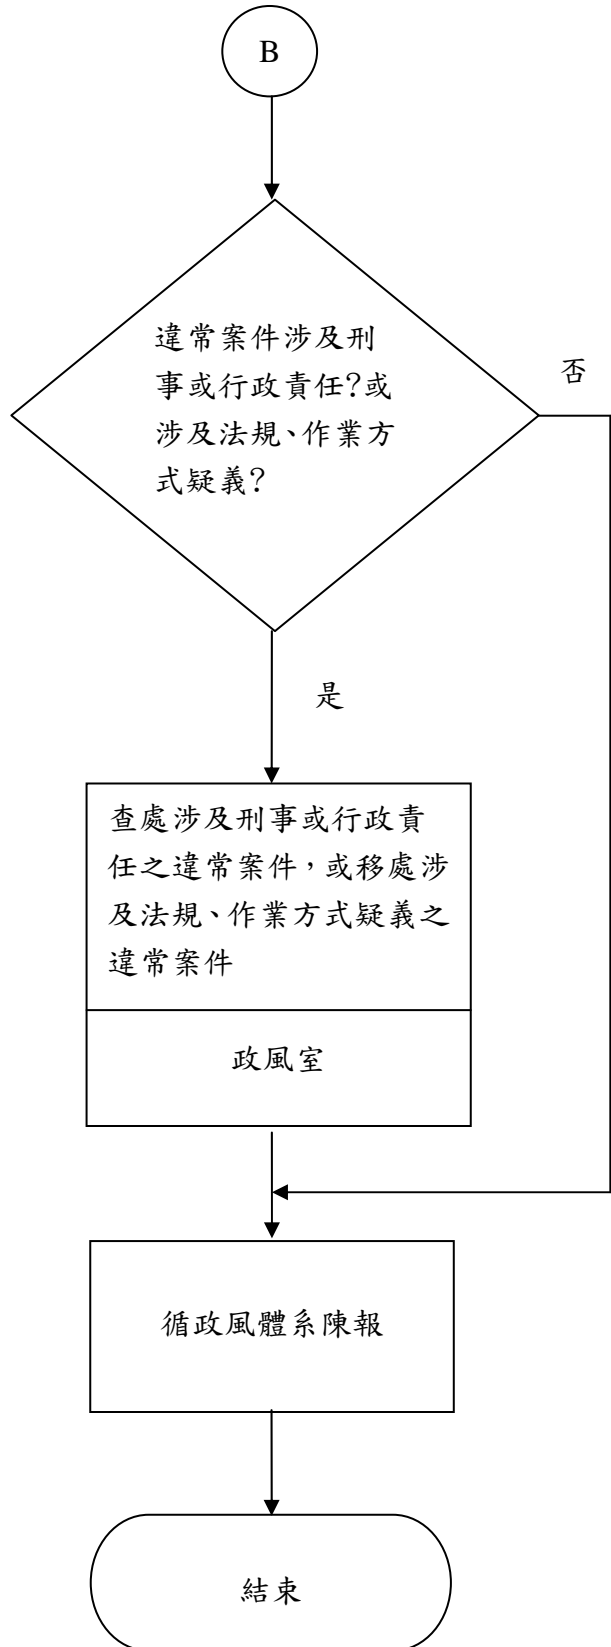 B
違常案件涉及刑
事或行政責任?或
涉及法規、作業方
式疑義?
否
是
查處涉及刑事或行政責
任之違常案件，或移處涉
及法規、作業方式疑義之
違常案件
政風室
循政風體系陳報
結束